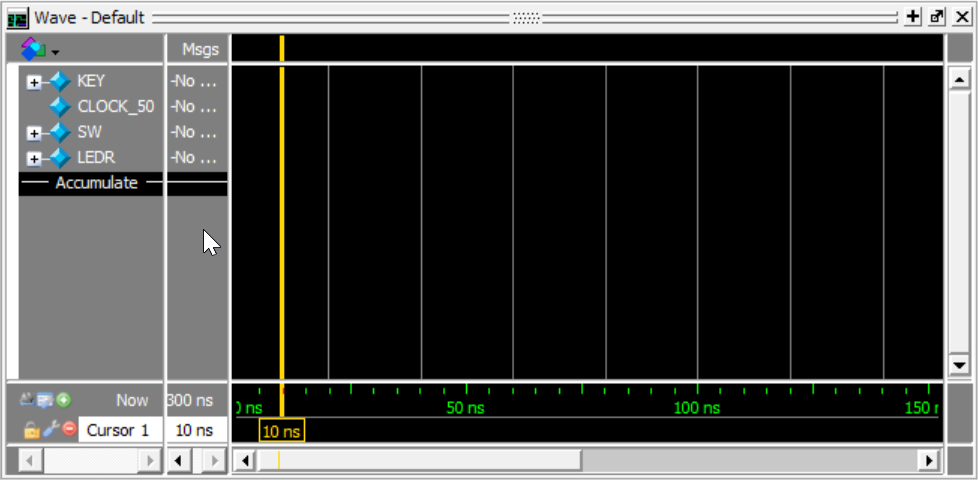 Wave - Default
Msgs
KEY -No ...
CLOCK_50 -No ...
SW -No ...
LEDR -No ...
Accumulate
Now 300 ns
50 ns 100 ns 150
ns
Cursor 1 10 ns 10 ns